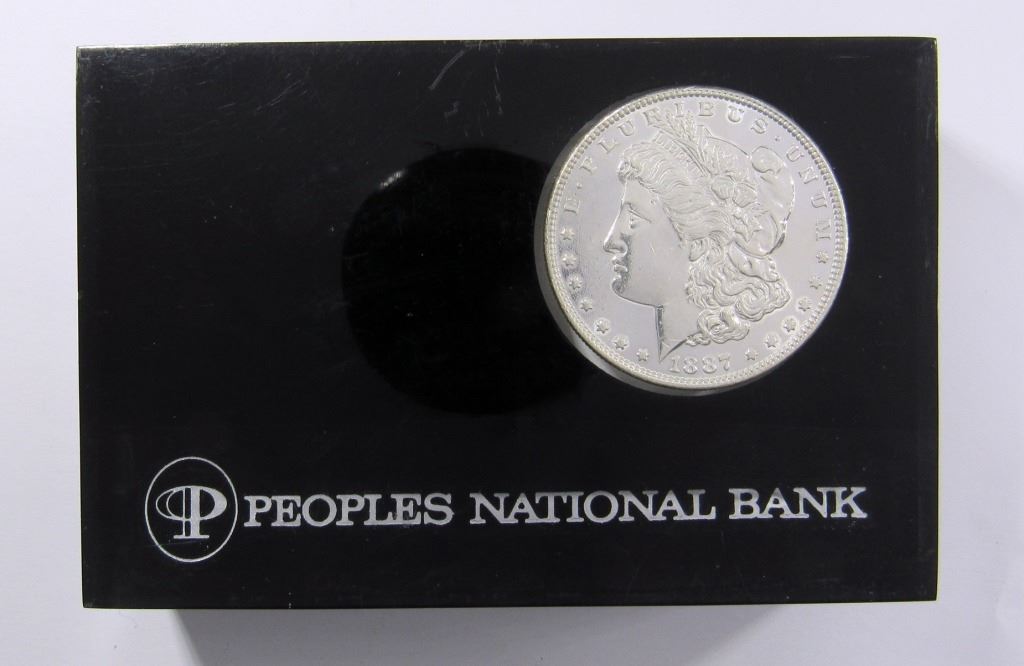 E·PLURIBUS·UNUM
1887
P PEOPLES NATIONAL BANK